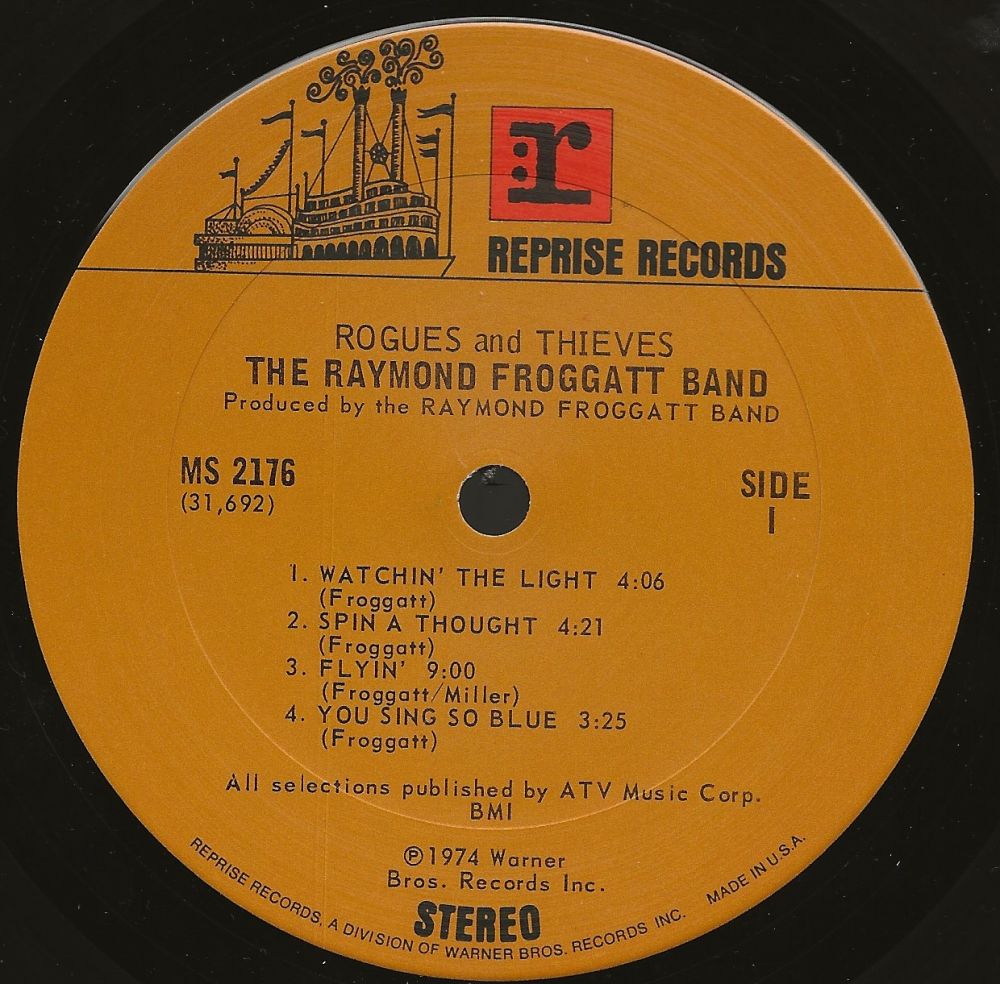 r
REPRISE RECORDS
ROGUES and THIEVES
THE RAYMOND FROGGATT BAND
Produced by the RAYMOND FROGGATT BAND
MS 2176
(31,692)
SIDE
1
1. WATCHIN' THE LIGHT 4:06
(Froggatt)
2. SPIN A THOUGHT 4:21
(Froggatt)
3. FLYIN' 9:00
(Froggatt/Miller)
4. YOU SING SO BLUE 3:25
(Froggatt)
All selections published by ATV Music Corp.
BMI
℗1974 Warner
Bros. Records Inc.
STEREO
REPRISE RECORDS, A DIVISION OF WARNER BROS. RECORDS INC. MADE IN U.S.A.